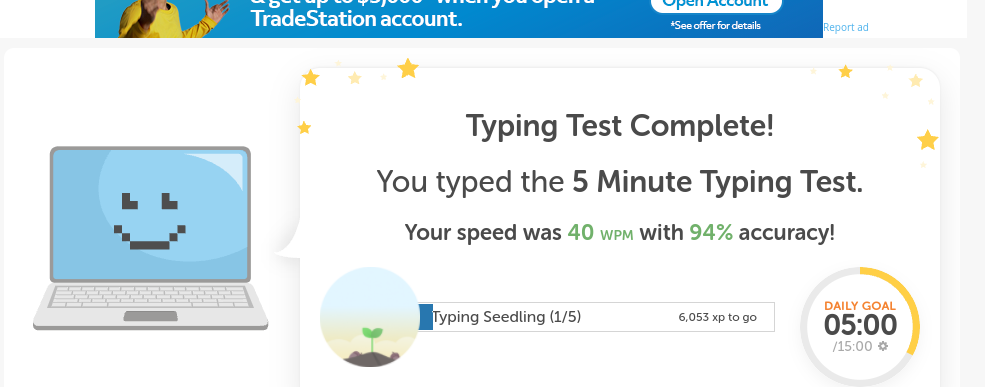 & get up to $5,000 when you open a
TradeStation account.
Open Account
*See offer for details
Report ad
Typing Test Complete!
You typed the 5 Minute Typing Test.
Your speed was 40 WPM with 94% accuracy!
Typing Seedling (1/5)
6,053 xp to go
DAILY GOAL
05:00
/15:00